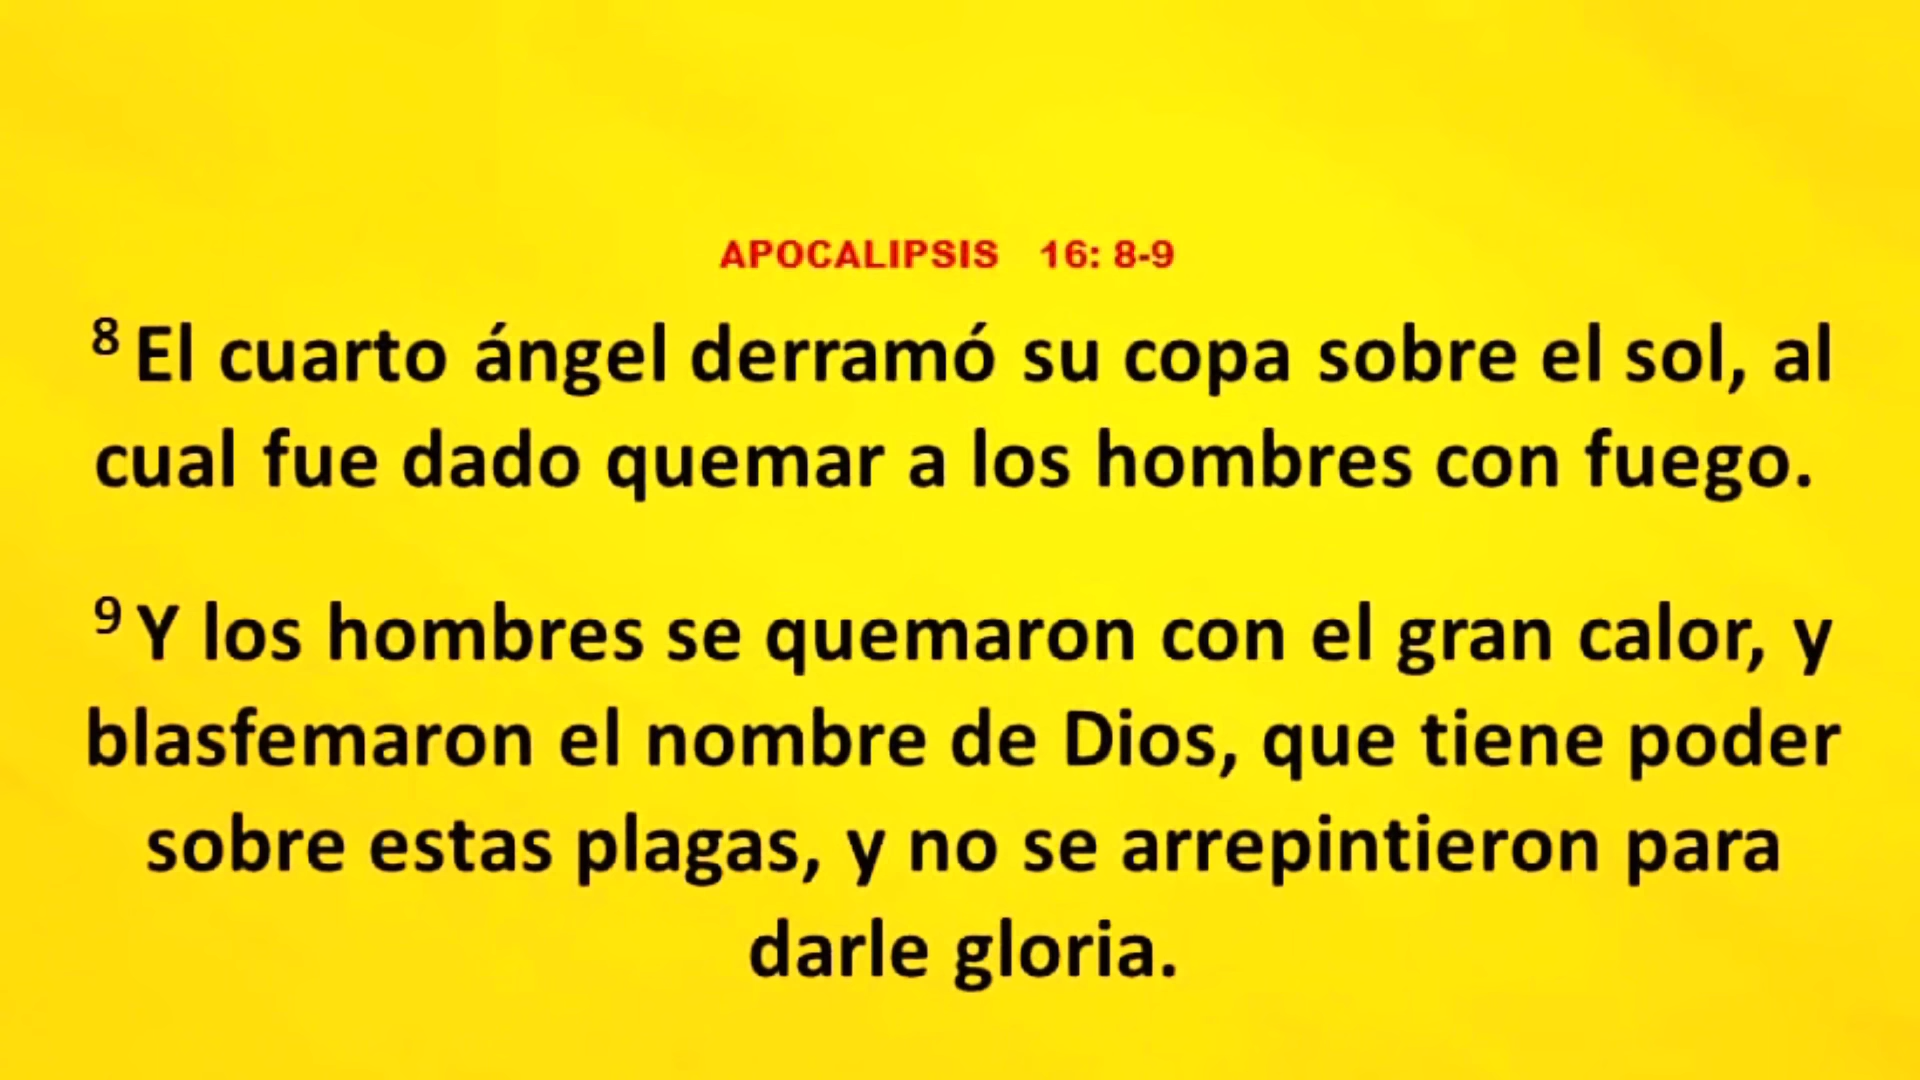 APOCALIPSIS 16: 8-9
8 El cuarto ángel derramó su copa sobre el sol, al
cual fue dado quemar a los hombres con fuego.
9 Y los hombres se quemaron con el gran calor, y
blasfemaron el nombre de Dios, que tiene poder
sobre estas plagas, y no se arrepintieron para
darle gloria.